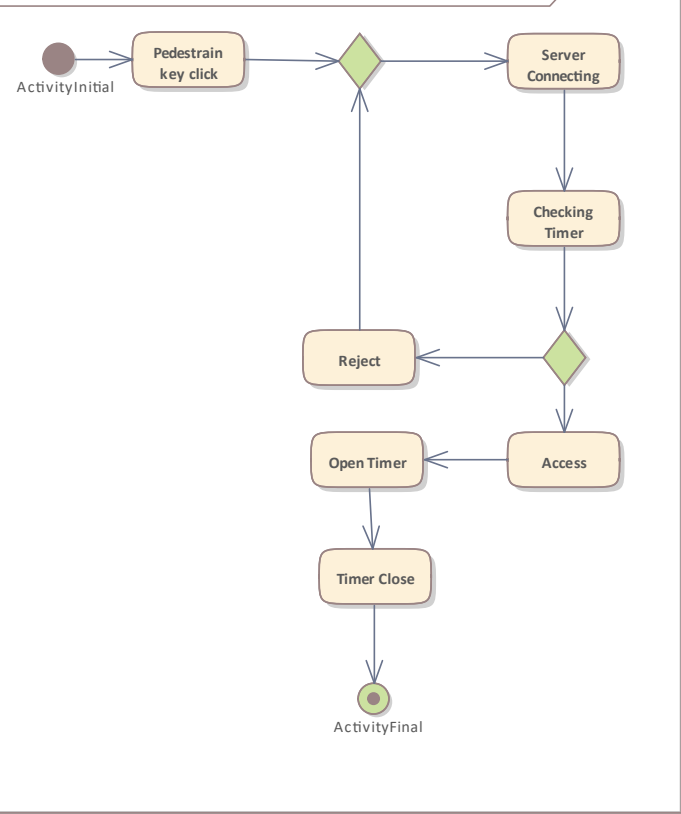 Pedestrain
key click
Server
Connecting
ActivityInitial
Checking
Timer
Reject
Open Timer
Access
Timer Close
ActivityFinal